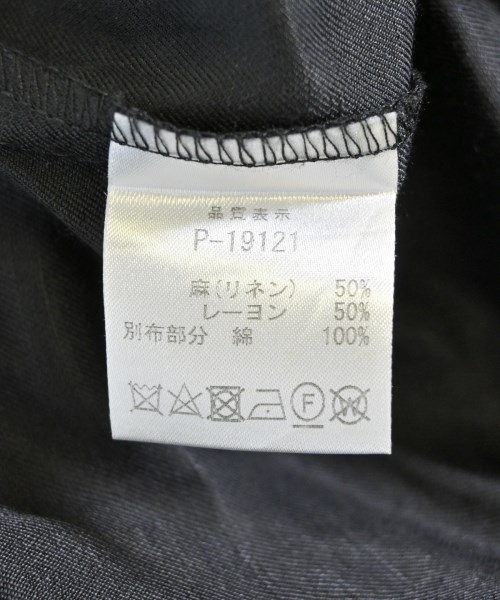 品質表示
P-19121
麻(リネン) 50%
レーヨン 50%
別布部分 綿 100%
F W